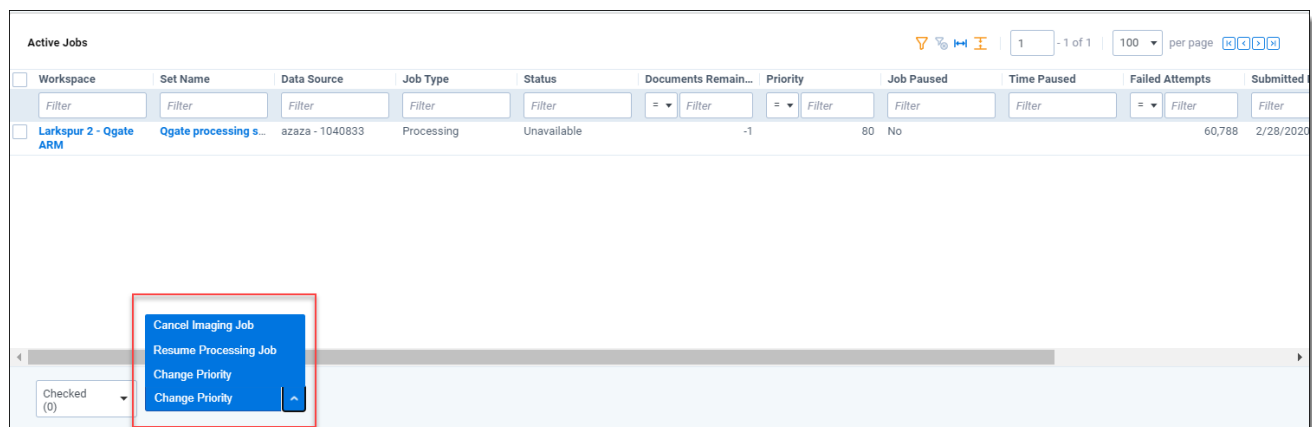 Active Jobs
1 - 1 of 1 100 per page
Workspace Set Name Data Source Job Type Status Documents Remain... Priority Job Paused Time Paused Failed Attempts Submitted
Filter Filter Filter Filter Filter = Filter = Filter Filter Filter = Filter Filter
Larkspur 2 - Qgate Qgate processing s... azaza - 1040833 Processing Unavailable -1 80 No 60,788 2/28/2020
ARM
Cancel Imaging Job
Resume Processing Job
Change Priority
Checked Change Priority
(0)